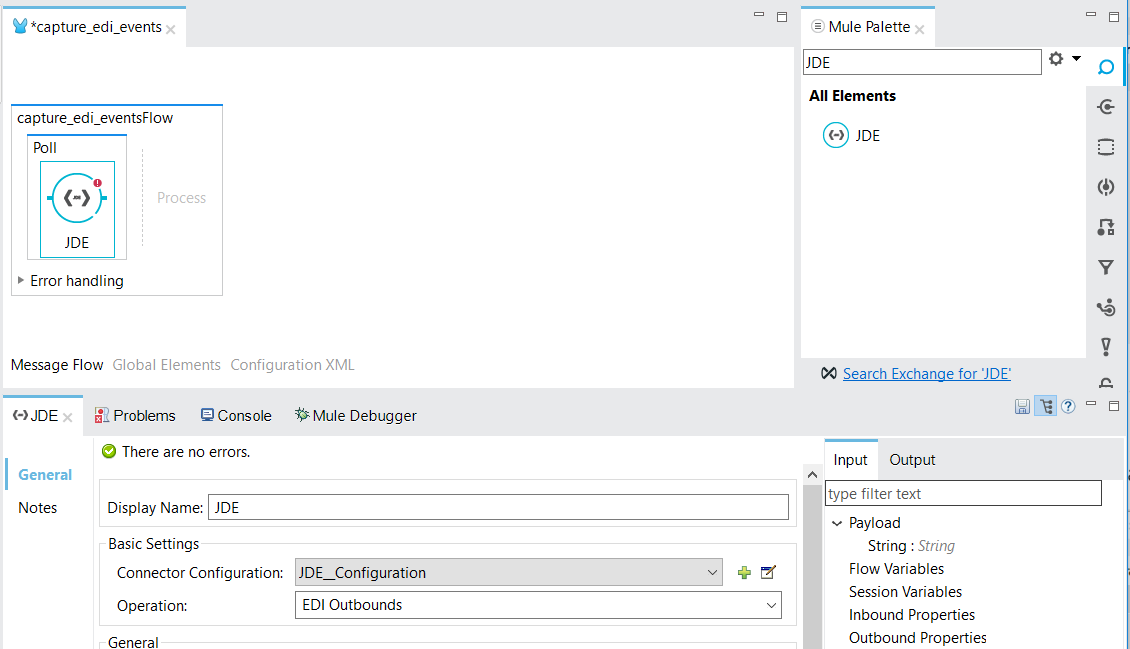 *capture_edi_events
capture_edi_eventsFlow
Poll
JDE
Process
Error handling
Message Flow Global Elements Configuration XML
Mule Palette
JDE
All Elements
JDE
Search Exchange for 'JDE'
JDE Problems Console Mule Debugger
There are no errors.
General
Notes
Display Name: JDE
Basic Settings
Connector Configuration: JDE__Configuration
Operation: EDI Outbounds
General
Input Output
type filter text
Payload
String : String
Flow Variables
Session Variables
Inbound Properties
Outbound Properties